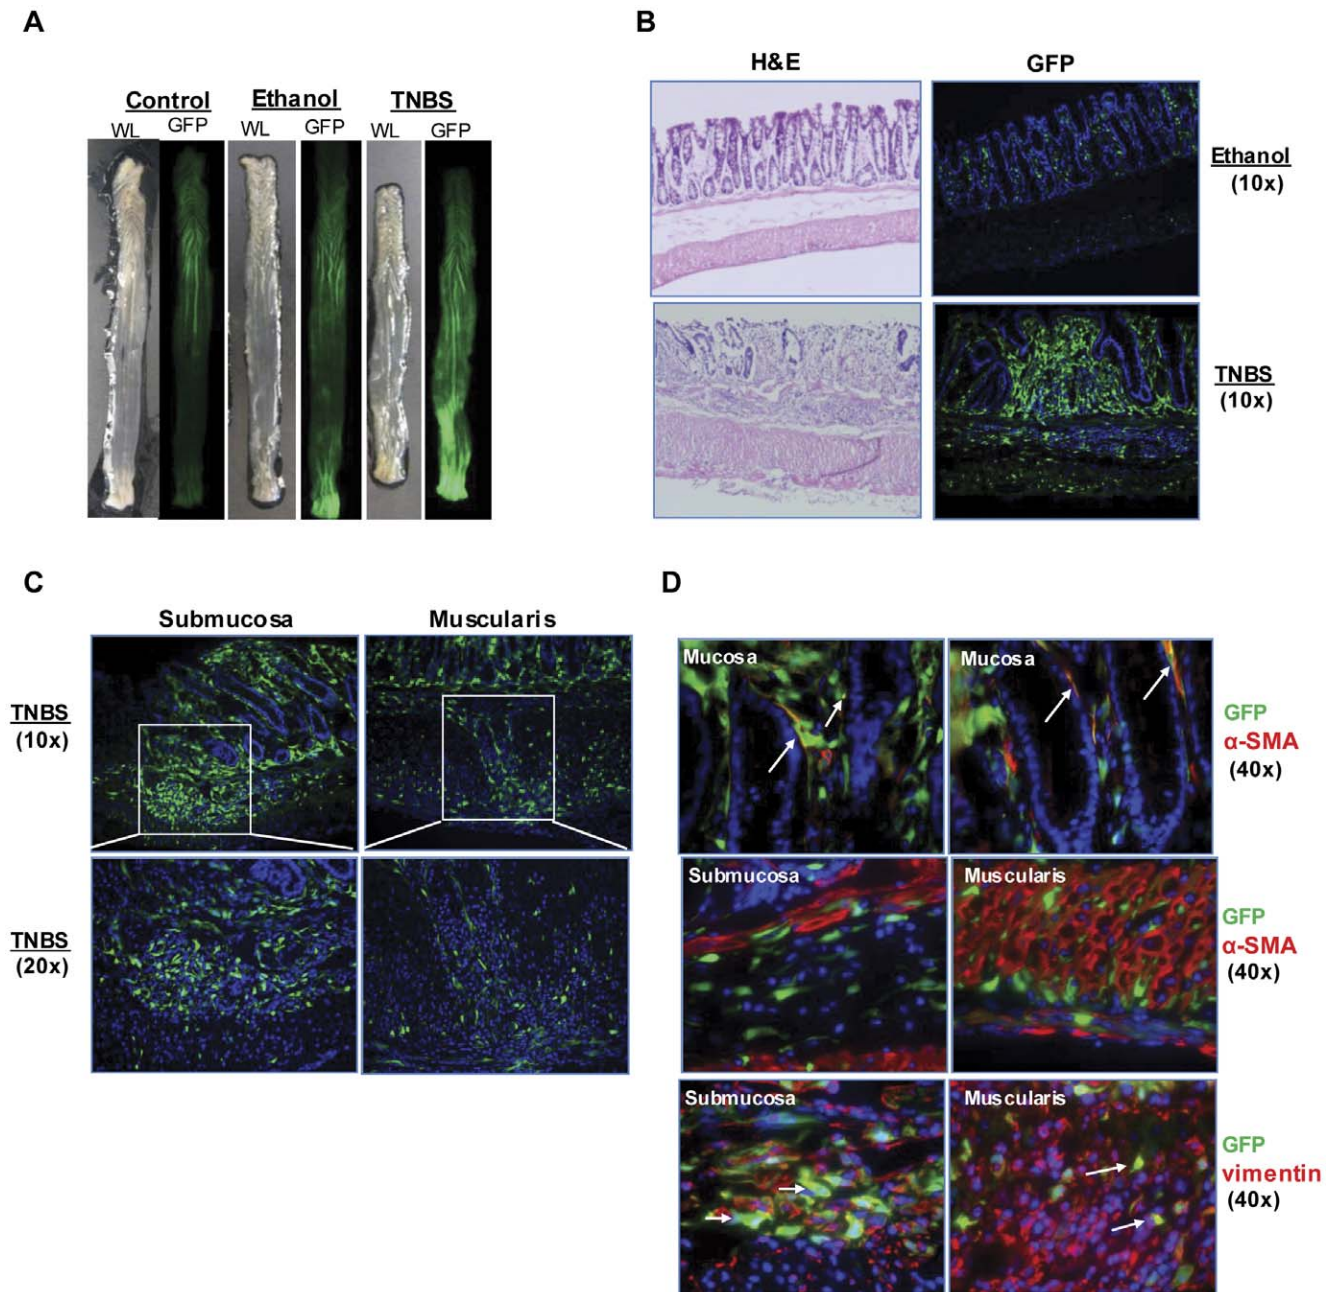 A
Control Ethanol TNBS
WL GFP WL GFP WL GFP
B
H&E GFP
Ethanol
(10x)
TNBS
(10x)
C
Submucosa Muscularis
TNBS
(10x)
TNBS
(20x)
D
Mucosa Mucosa
GFP
α-SMA
(40x)
Submucosa Muscularis
GFP
α-SMA
(40x)
Submucosa Muscularis
GFP
vimentin
(40x)